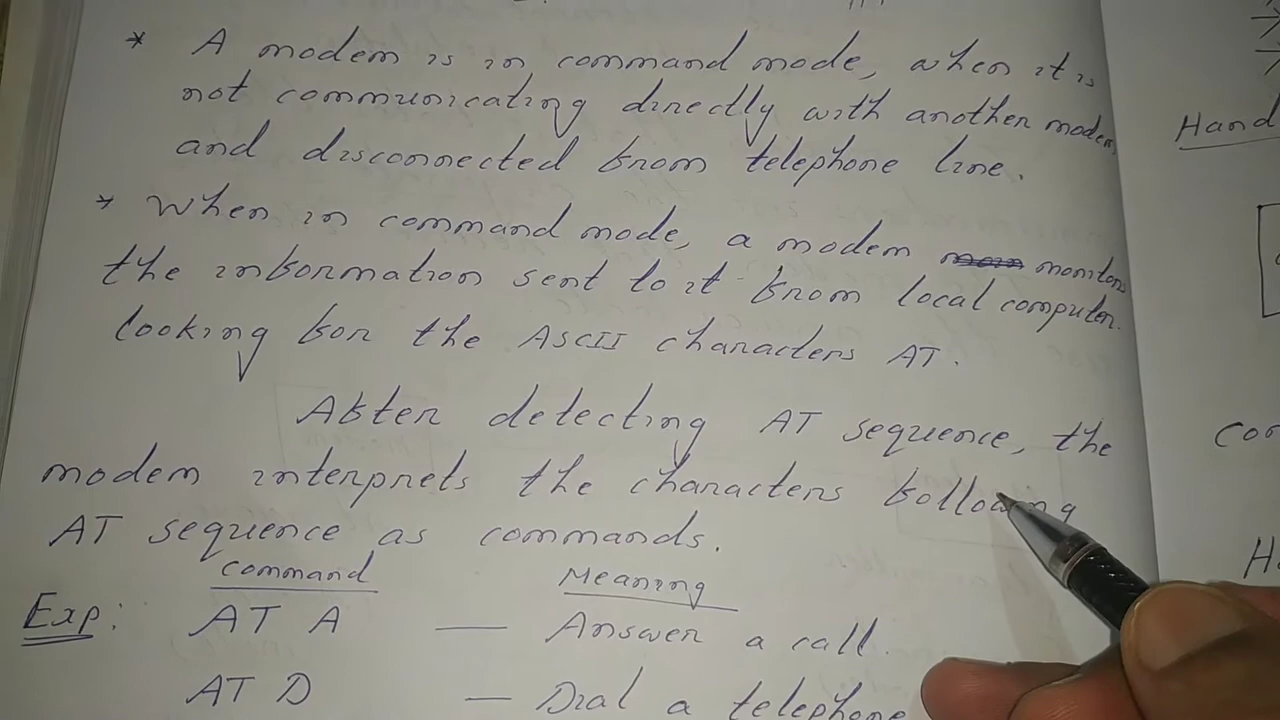 * A modem is in command mode, when it is
not communicating directly with another modem,
and disconnected from telephone line.
* When in command mode, a modem monitors
the information sent to it from local computer.
looking for the ASCII characters AT.
After detecting AT sequence, the
modem interprets the characters following
AT sequence as commands.
Command Meaning
Exp: AT A — Answer a call.
AT D — Dial a telephone
Hand